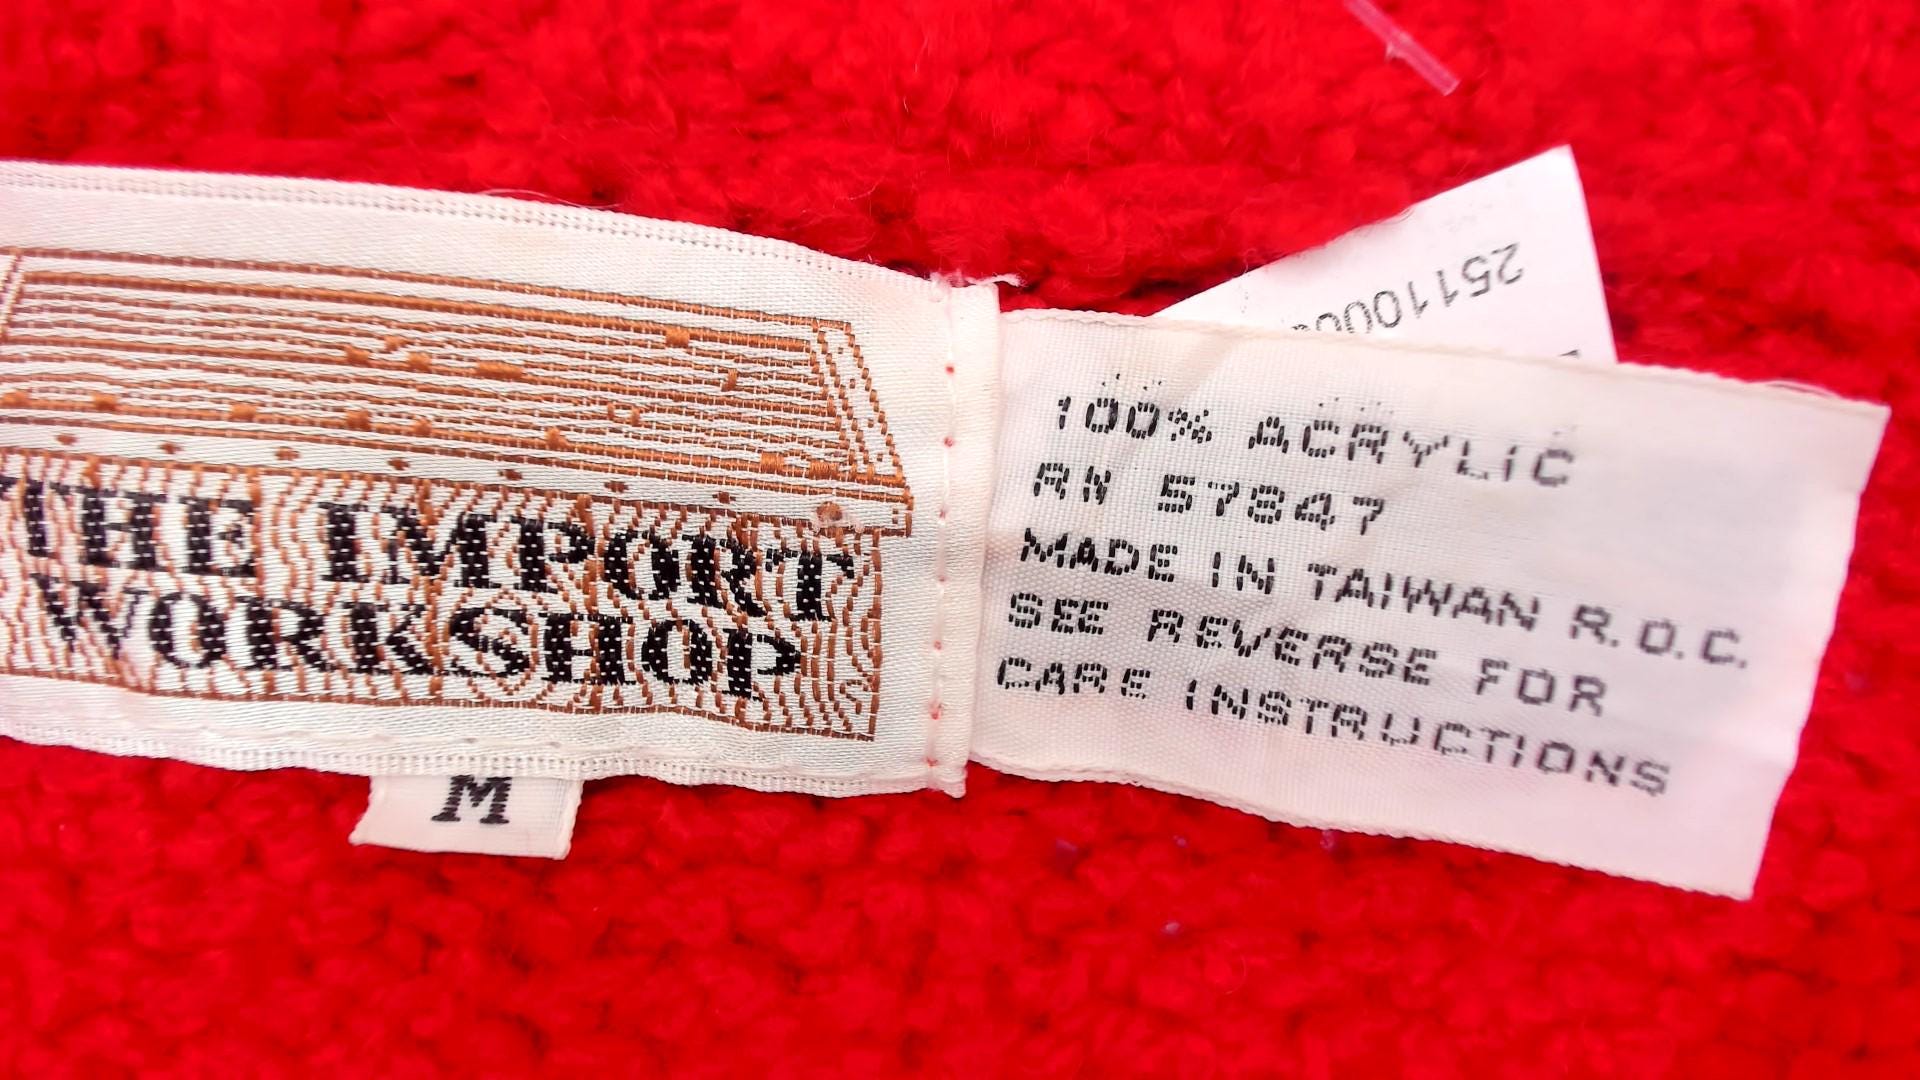 THE IMPORT
WORKSHOP
M
100% ACRYLIC
RN 57847
MADE IN TAIWAN R.O.C.
SEE REVERSE FOR
CARE INSTRUCTIONS